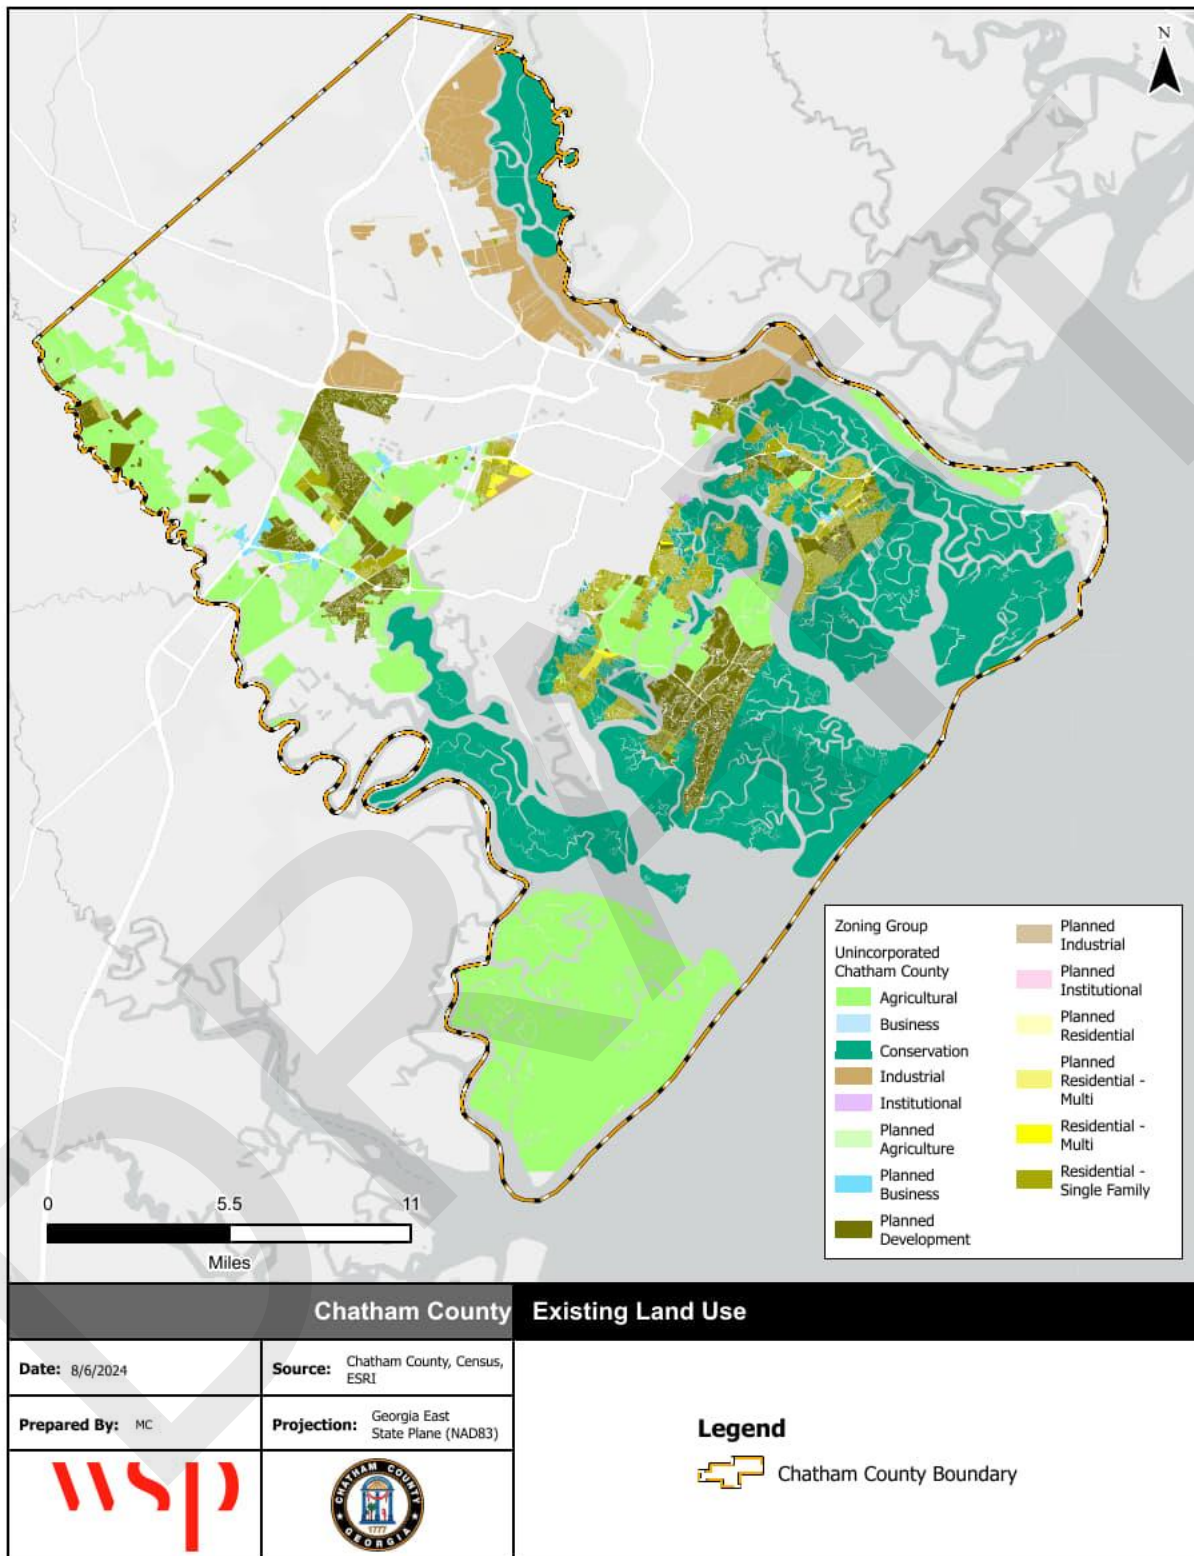 N
DRAFT
Zoning Group
Unincorporated
Chatham County
Agricultural
Business
Conservation
Industrial
Institutional
Planned
Agriculture
Planned
Business
Planned
Development
Planned
Industrial
Planned
Institutional
Planned
Residential
Planned
Residential -
Multi
Residential -
Multi
Residential -
Single Family
0 5.5 11
Miles
Chatham County Existing Land Use
Date: 8/6/2024
Source: Chatham County, Census,
ESRI
Prepared By: MC
Projection: Georgia East
State Plane (NAD83)
wsp
CHATHAM COUNTY
1777
GEORGIA
Legend
Chatham County Boundary